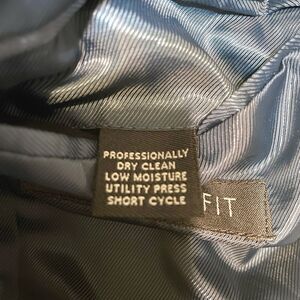 PROFESSIONALLY
DRY CLEAN
LOW MOISTURE
UTILITY PRESS
SHORT CYCLE
FIT